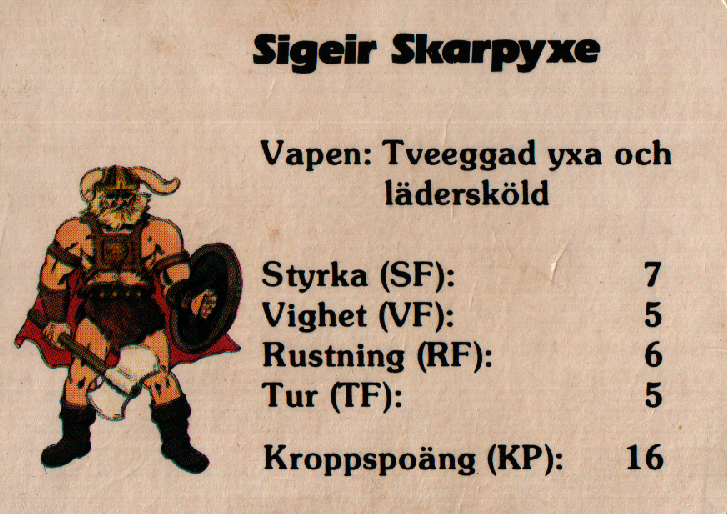 Sigeir Skarpyxe
Vapen: Tveeggad yxa och
lädersköld
Styrka (SF): 7
Vighet (VF): 5
Rustning (RF): 6
Tur (TF): 5
Kroppspoäng (KP): 16